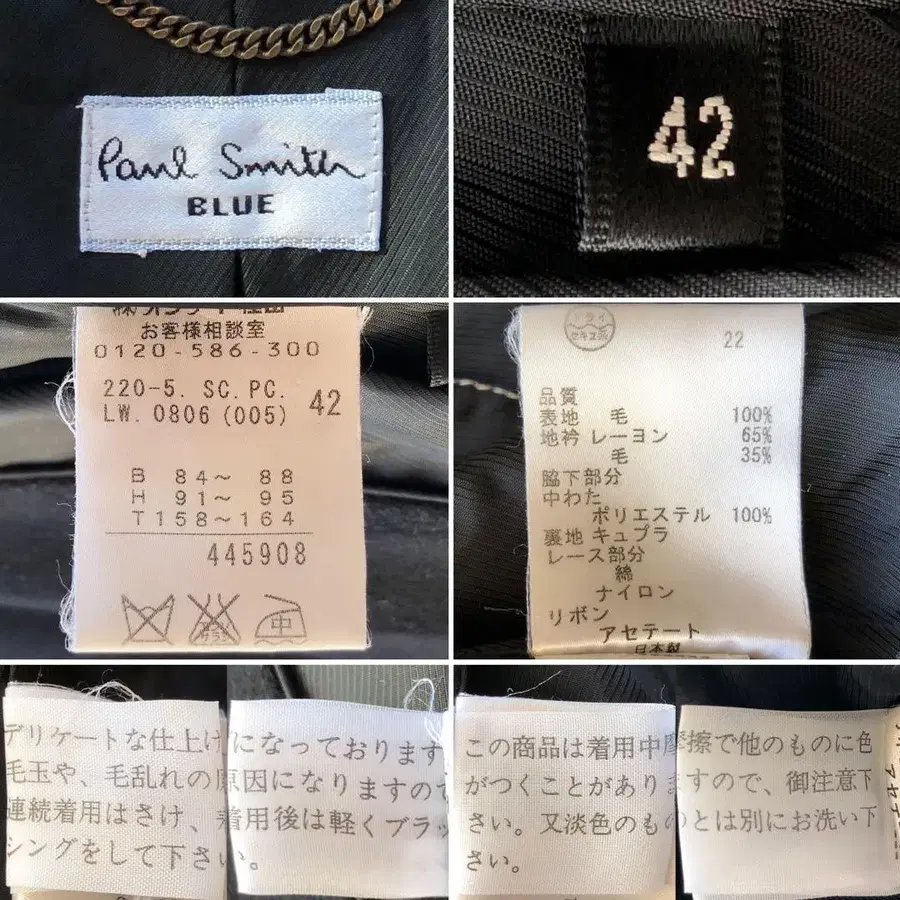 Paul Smith
BLUE
42
お客様相談室
0120-586-300
220-5. SC. PC.
LW. 0806 (005) 42
B 84～ 88
H 91～ 95
T158～164
445908
中
ドライ
セキユ系
22
品質
表地 毛 100%
地衿 レーヨン 65%
毛 35%
脇下部分
中わた
ポリエステル 100%
裏地 キュプラ
レース部分
綿
ナイロン
リボン
アセテート
日本製
デリケートな仕上げになっております
毛玉や、毛乱れの原因になりますので
連続着用はさけ、着用後は軽くブラッ
シングをして下さい。
この商品は着用中摩擦で他のものに色
がつくことがありますので、御注意下
さい。又淡色のものとは別にお洗い下
さい。